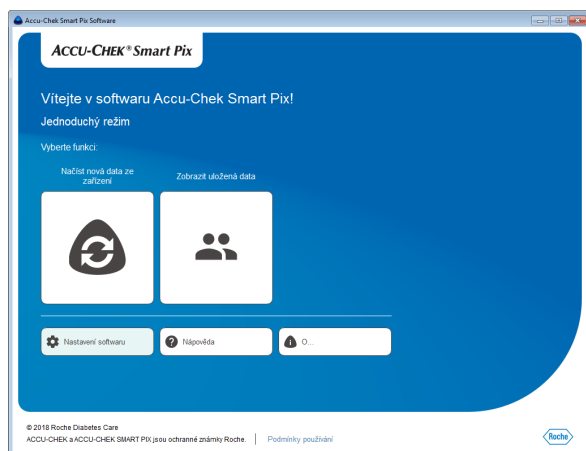 Accu-Chek Smart Pix Software
ACCU-CHEK® Smart Pix
Vítejte v softwaru Accu-Chek Smart Pix!
Jednoduchý režim
Vyberte funkci:
Načíst nová data ze
zařízení
Zobrazit uložená data
Nastavení softwaru
Nápověda
O...
© 2018 Roche Diabetes Care
ACCU-CHEK a ACCU-CHEK SMART PIX jsou ochranné známky Roche.
Podmínky používání
Roche